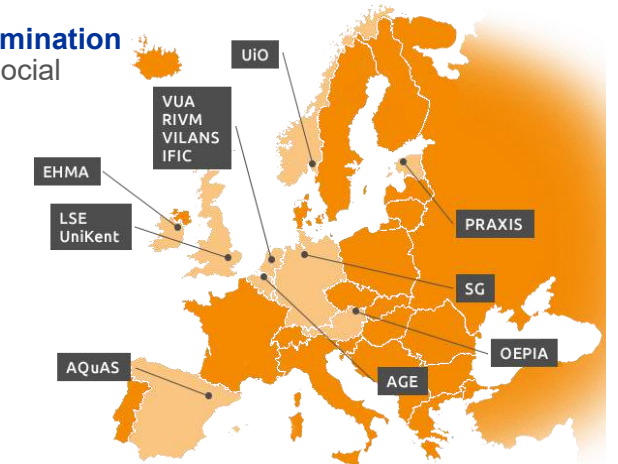 mination
ocial
UiO
VUA
RIVM
VILANS
IFIC
EHMA
LSE
UniKent
PRAXIS
SG
OEPIA
AQuAS
AGE